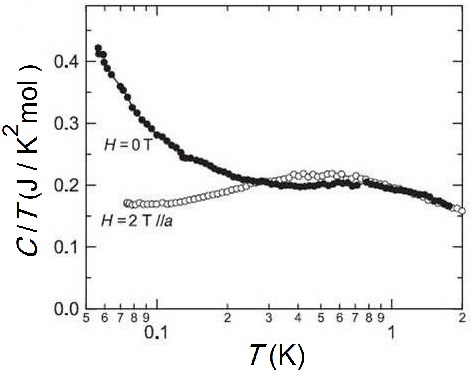 0.4
0.3
0.2
0.1
0.0
C/T (J / K²mol)
H = 0 T
H = 2 T //a
5 6 7 8 9 2 3 4 5 6 7 8 9 2
0.1 1
T (K)